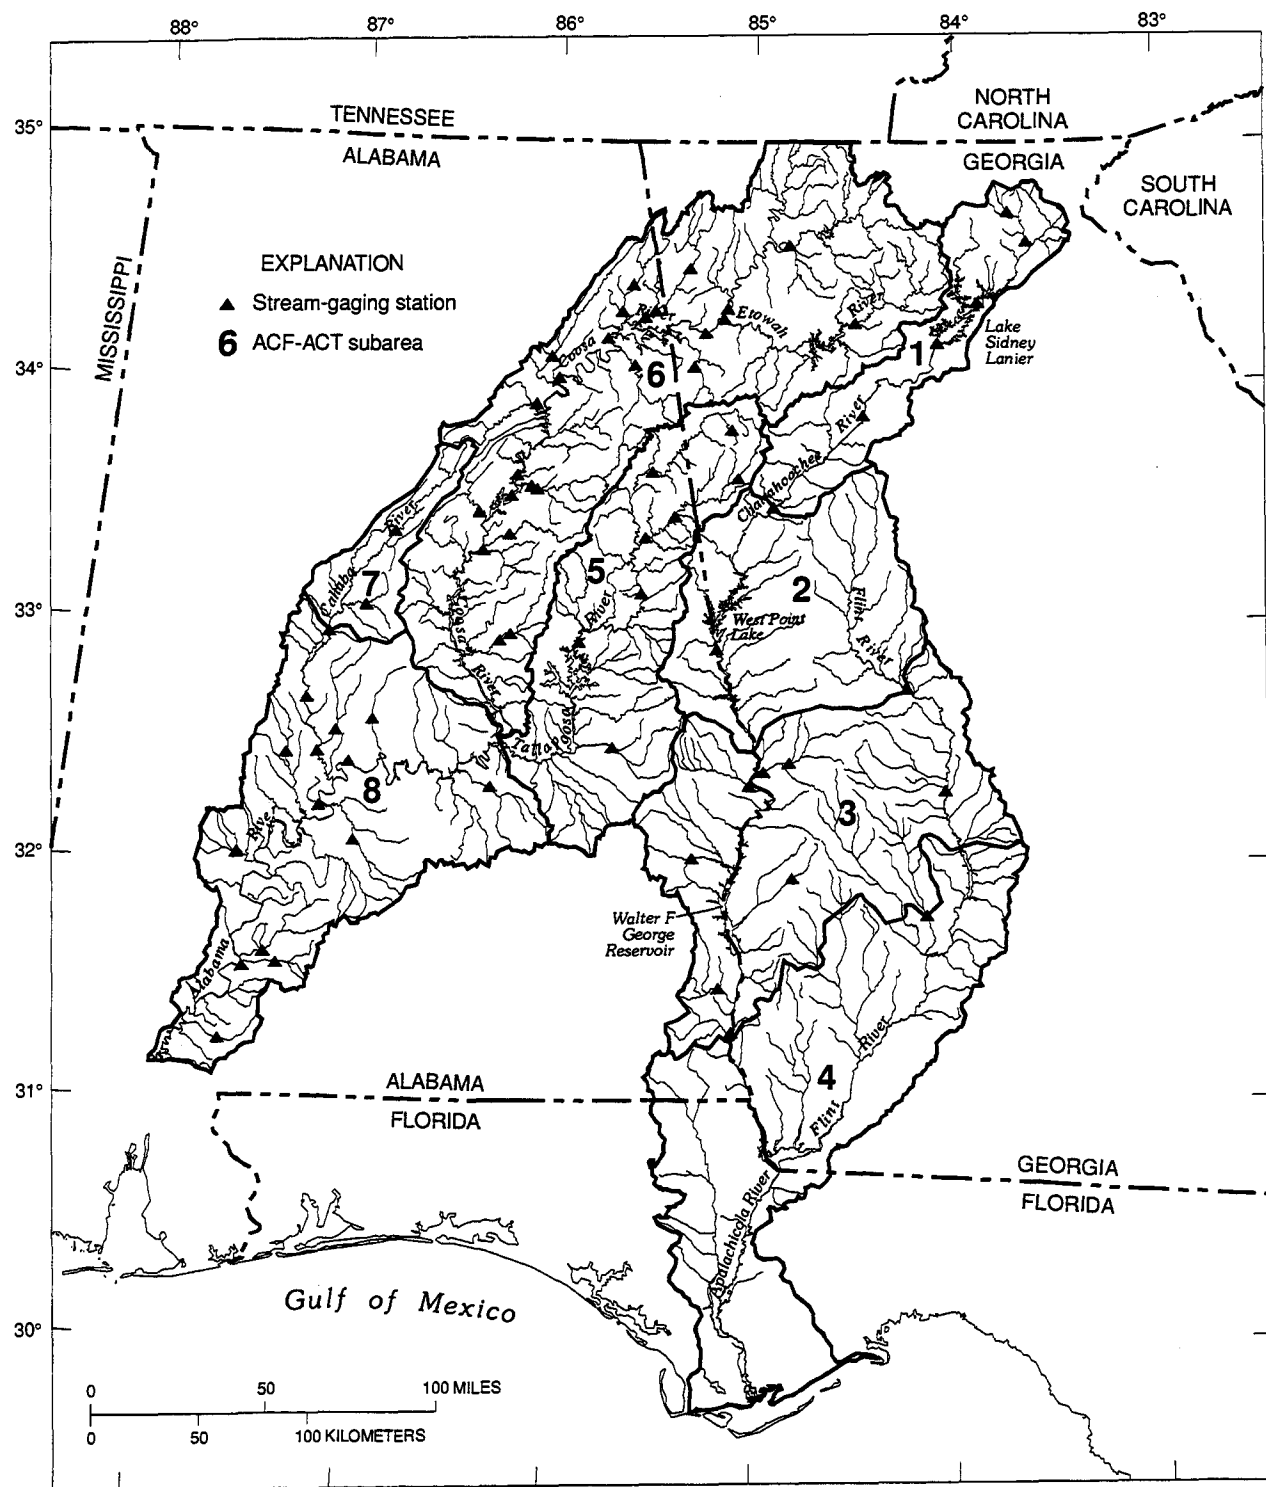 88°
87°
86°
85°
84°
83°
35°
34°
33°
32°
31°
30°
TENNESSEE
ALABAMA
NORTH
CAROLINA
GEORGIA
SOUTH
CAROLINA
MISSISSIPPI
EXPLANATION
Stream-gaging station
6 ACF-ACT subarea
Lake
Sidney
Lanier
1
Etowah
River
Coosa
River
6
Chattahoochee
River
Cahaba
River
7
Coosa
River
5
River
Tallapoosa
2
West Point
Lake
Flint
River
8
3
Alabama
River
Walter F
George
Reservoir
4
Flint
River
ALABAMA
FLORIDA
GEORGIA
FLORIDA
Apalachicola River
Gulf of Mexico
0
50
100 MILES
0
50
100 KILOMETERS